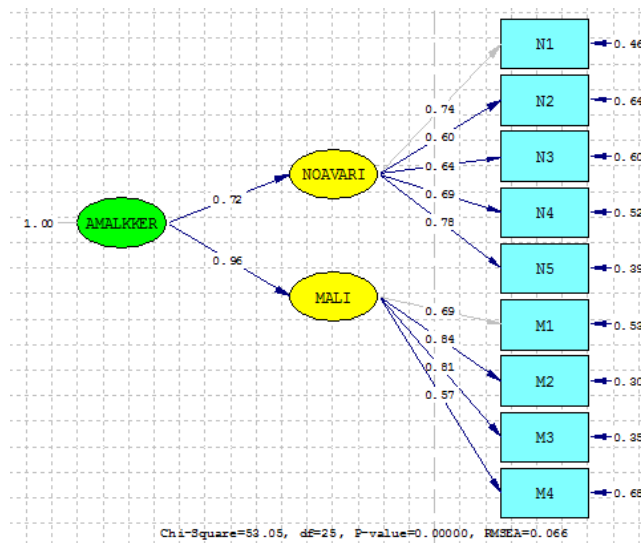 N1
0.46
0.74
N2
0.64
0.60
N3
0.60
0.64
NOAVARI
0.69
0.72
N4
0.52
0.78
1.00
AMALKKER
0.96
N5
0.39
MALI
0.69
M1
0.53
0.84
0.81
M2
0.30
0.57
M3
0.35
M4
0.68
Chi-Square=53.05, df=25, P-value=0.00000, RMSEA=0.066